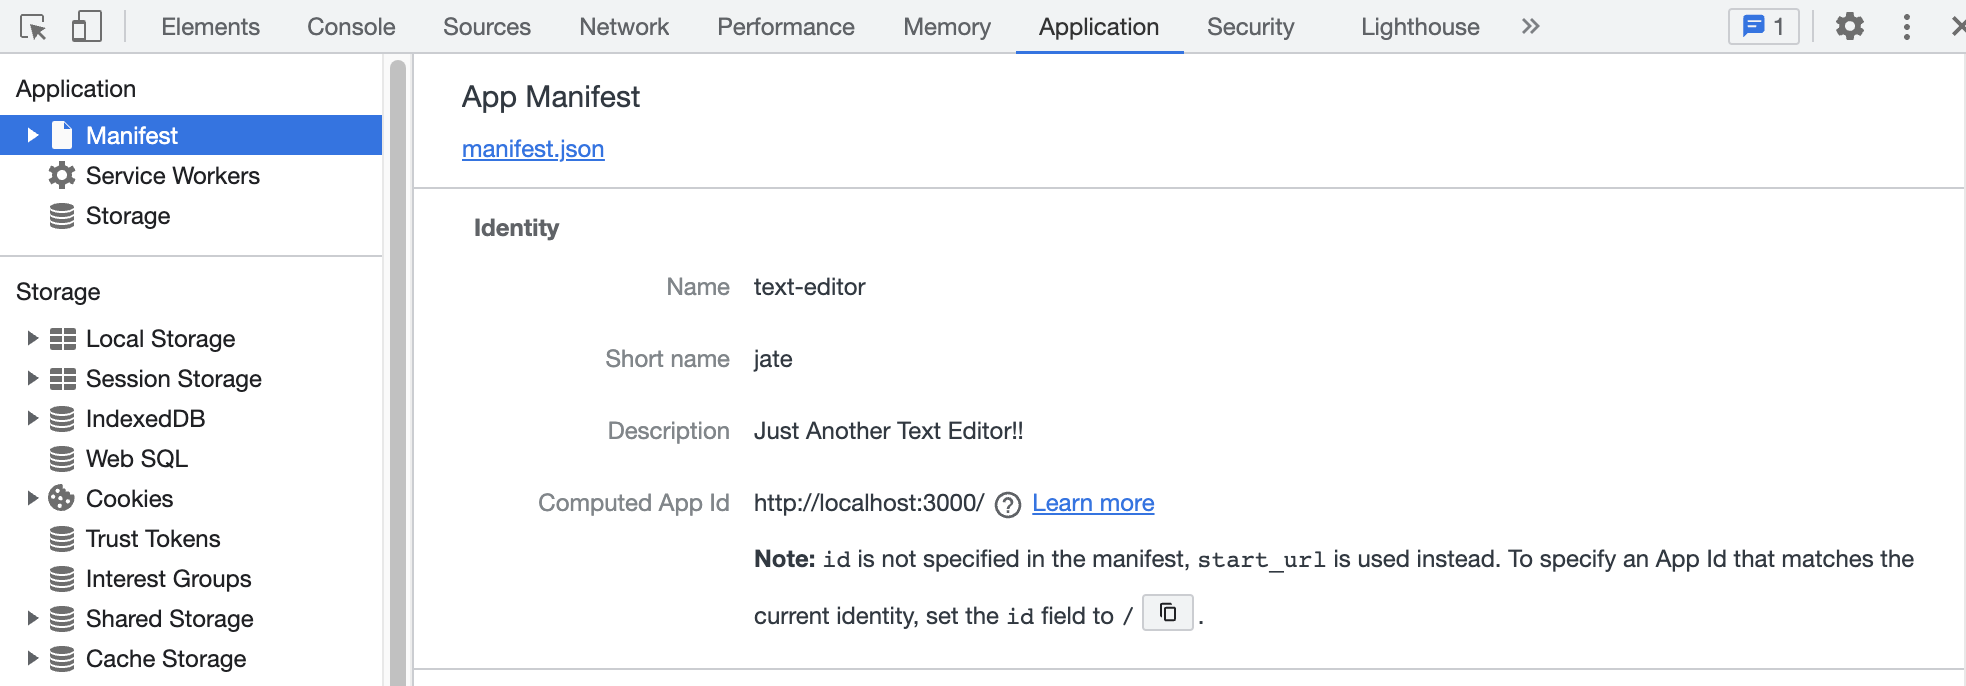 Elements Console Sources Network Performance Memory Application Security Lighthouse 1
Application
Manifest
Service Workers
Storage
Storage
Local Storage
Session Storage
IndexedDB
Web SQL
Cookies
Trust Tokens
Interest Groups
Shared Storage
Cache Storage
App Manifest
manifest.json
Identity
Name text-editor
Short name jate
Description Just Another Text Editor!!
Computed App Id http://localhost:3000/ ? Learn more
Note: id is not specified in the manifest, start_url is used instead. To specify an App Id that matches the
current identity, set the id field to / .